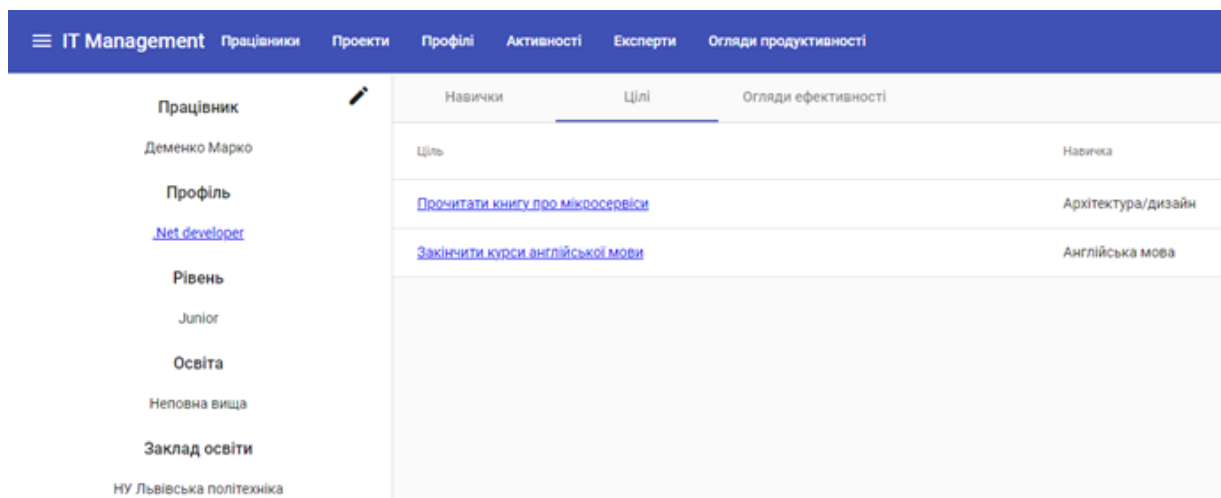 IT Management Працівники Проекти Профілі Активності Експерти Огляди продуктивності
Працівник
Деменко Марко
Профіль
.Net developer
Рівень
Junior
Освіта
Неповна вища
Заклад освіти
НУ Львівська політехніка
Навички Цілі Огляди ефективності
Ціль Навичка
Прочитати книгу про мікросервіси Архітектура/дизайн
Закінчити курси англійської мови Англійська мова